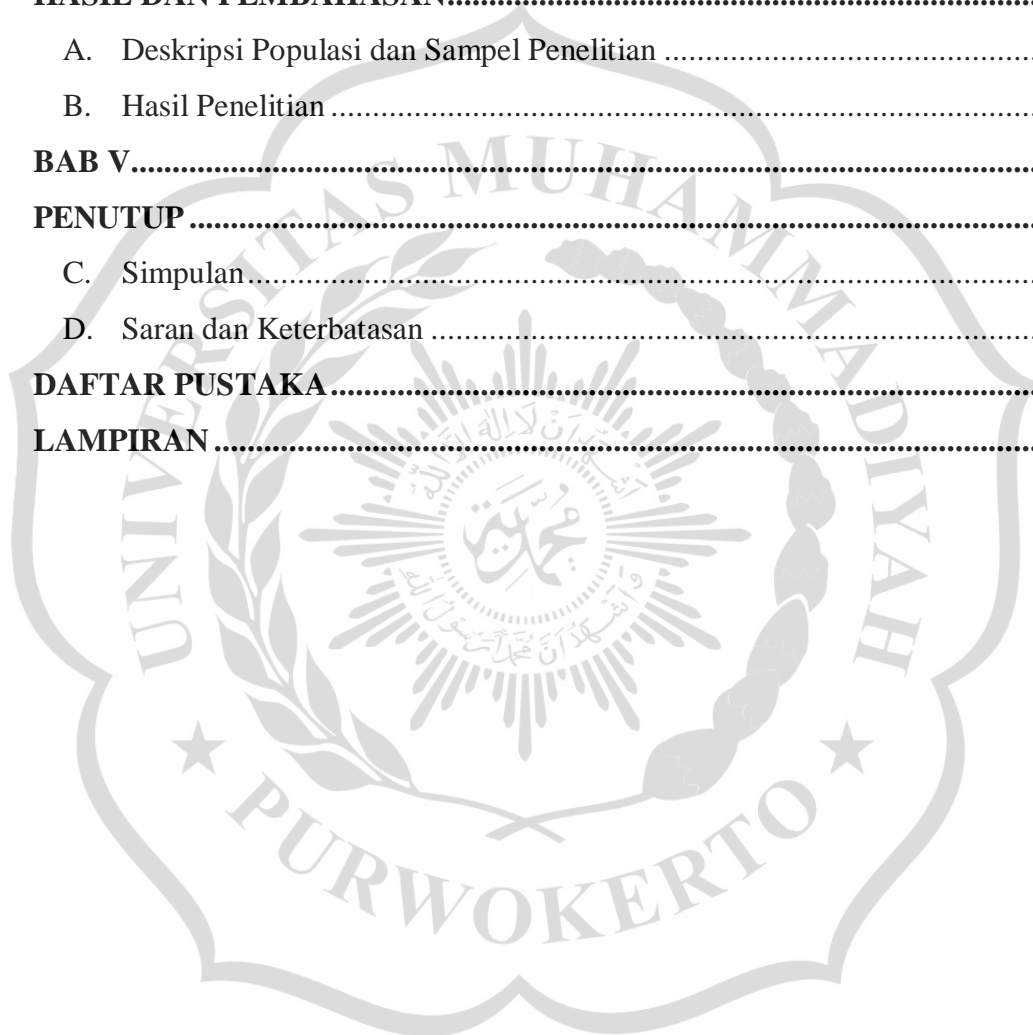 HASIL DAN PEMBAHASAN..........................................................................
A. Deskripsi Populasi dan Sampel Penelitian ..............................................
B. Hasil Penelitian ......................................................................................
BAB V.............................................................................................................
PENUTUP ......................................................................................................
C. Simpulan.................................................................................................
D. Saran dan Keterbatasan ..........................................................................
DAFTAR PUSTAKA .....................................................................................
LAMPIRAN ...................................................................................................
UNIVERSITAS MUHAMMADIYAH
PURWOKERTO